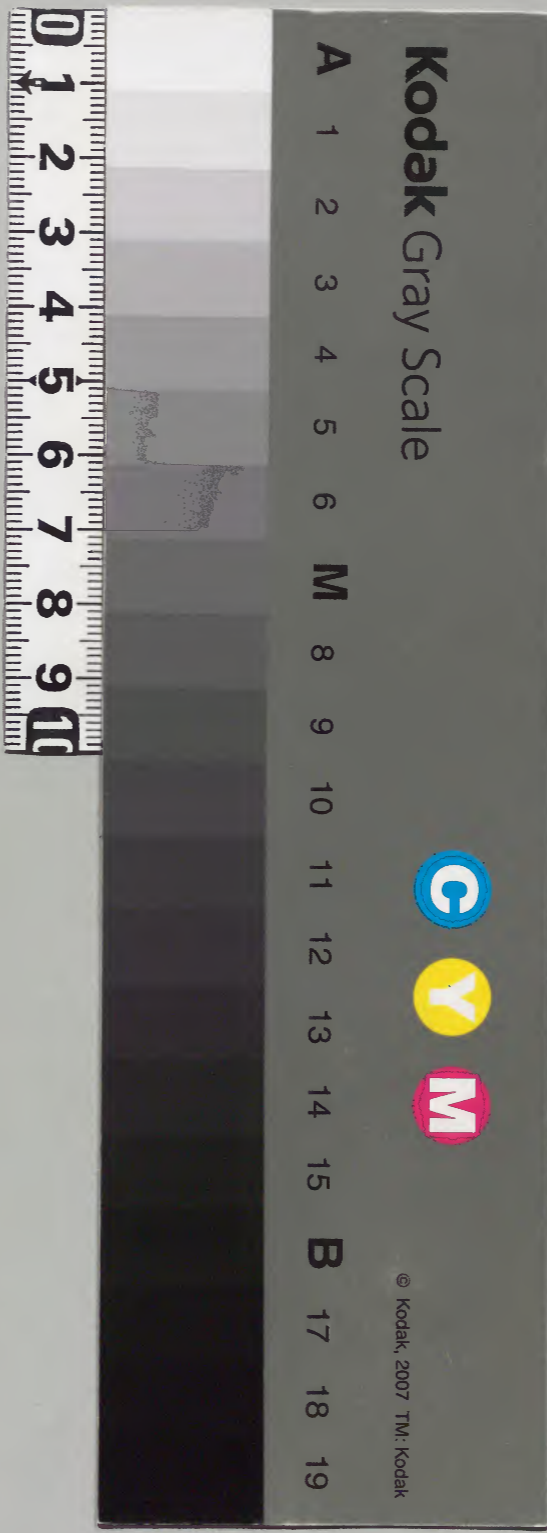 Kodak Gray Scale
C Y M
© Kodak, 2007 TM: Kodak
A 1 2 3 4 5 6 M 8 9 10 11 12 13 14 15 B 17 18 19
0 1 2 3 4 5 6 7 8 9 10